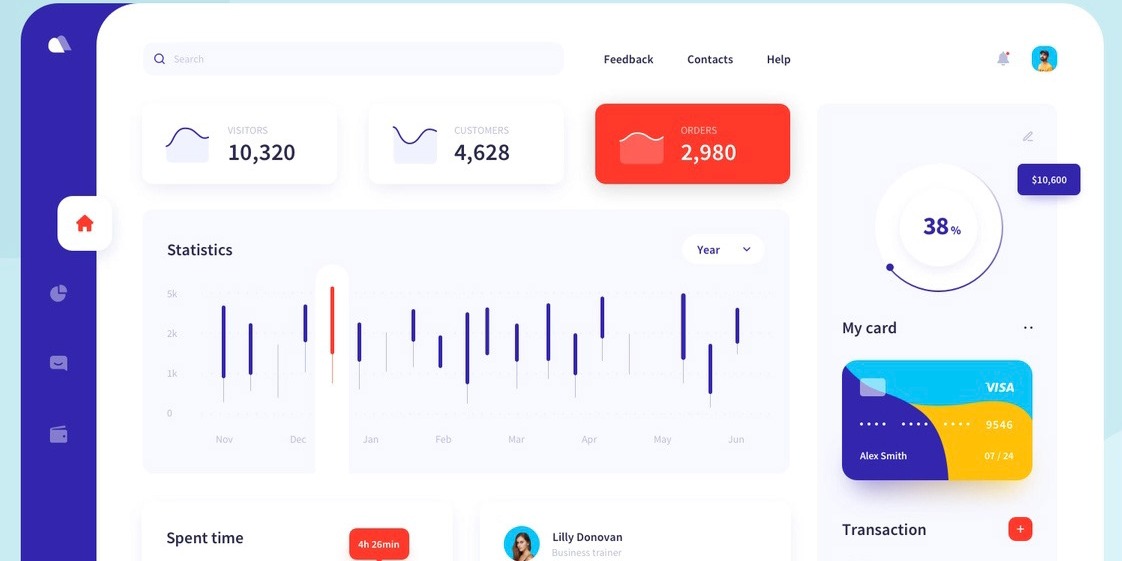 Search
Feedback
Contacts
Help
VISITORS
10,320
CUSTOMERS
4,628
ORDERS
2,980
Statistics
Year
5k
2k
1k
0
Nov
Dec
Jan
Feb
Mar
Apr
May
Jun
$10,600
38 %
My card
VISA
9546
Alex Smith
07 / 24
Transaction
Spent time
4h 26min
Lilly Donovan
Business trainer